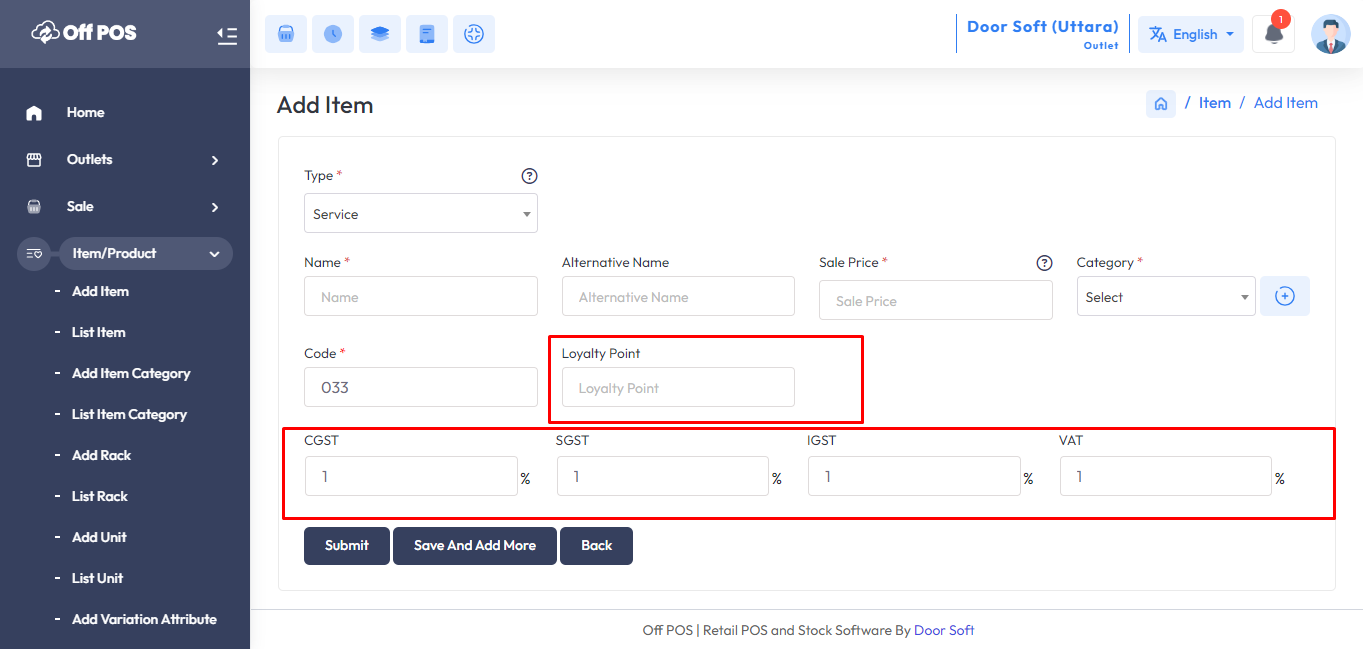 Off POS
Door Soft (Uttara)
Outlet
English
1
Home
Outlets
Sale
Item/Product
- Add Item
- List Item
- Add Item Category
- List Item Category
- Add Rack
- List Rack
- Add Unit
- List Unit
- Add Variation Attribute
Add Item
/ Item / Add Item
Type * ?
Service
Name * Alternative Name Sale Price * ? Category *
Name Alternative Name Sale Price Select
Code * Loyalty Point
033 Loyalty Point
CGST SGST IGST VAT
1 % 1 % 1 % 1 %
Submit Save And Add More Back
Off POS | Retail POS and Stock Software By Door Soft